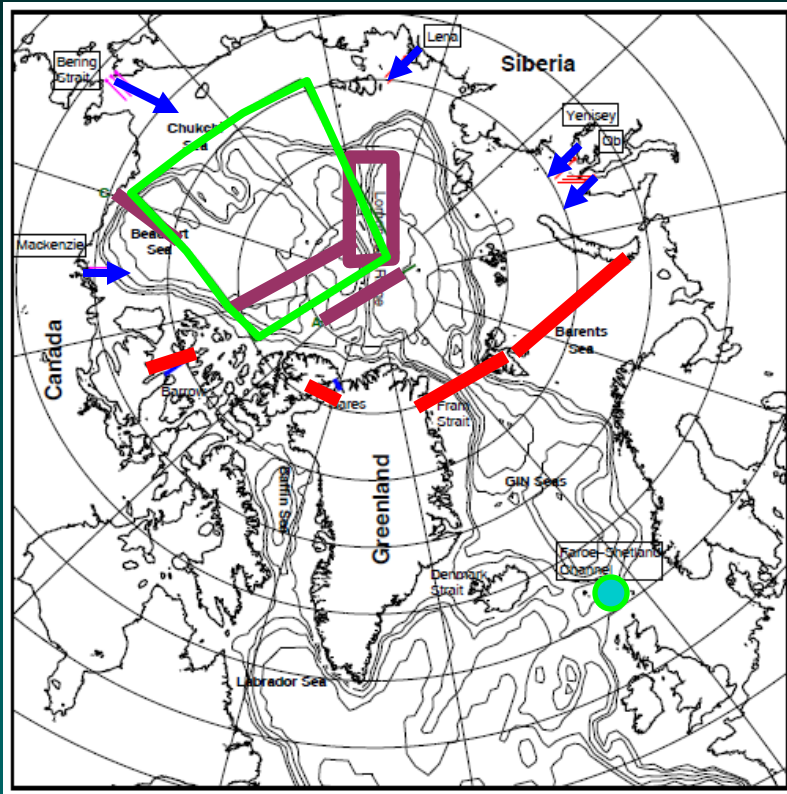 Lena
Siberia
Bering
Strait
Yenisey
Ob
Chukchi
Sea
Beaufort
Sea
Mackenzie
Canada
Barents
Sea
Barrow
Fram
Strait
Baffin
Greenland
GIN Seas
Faroe-Shetland
Channel
Denmark
Strait
Labrador Sea